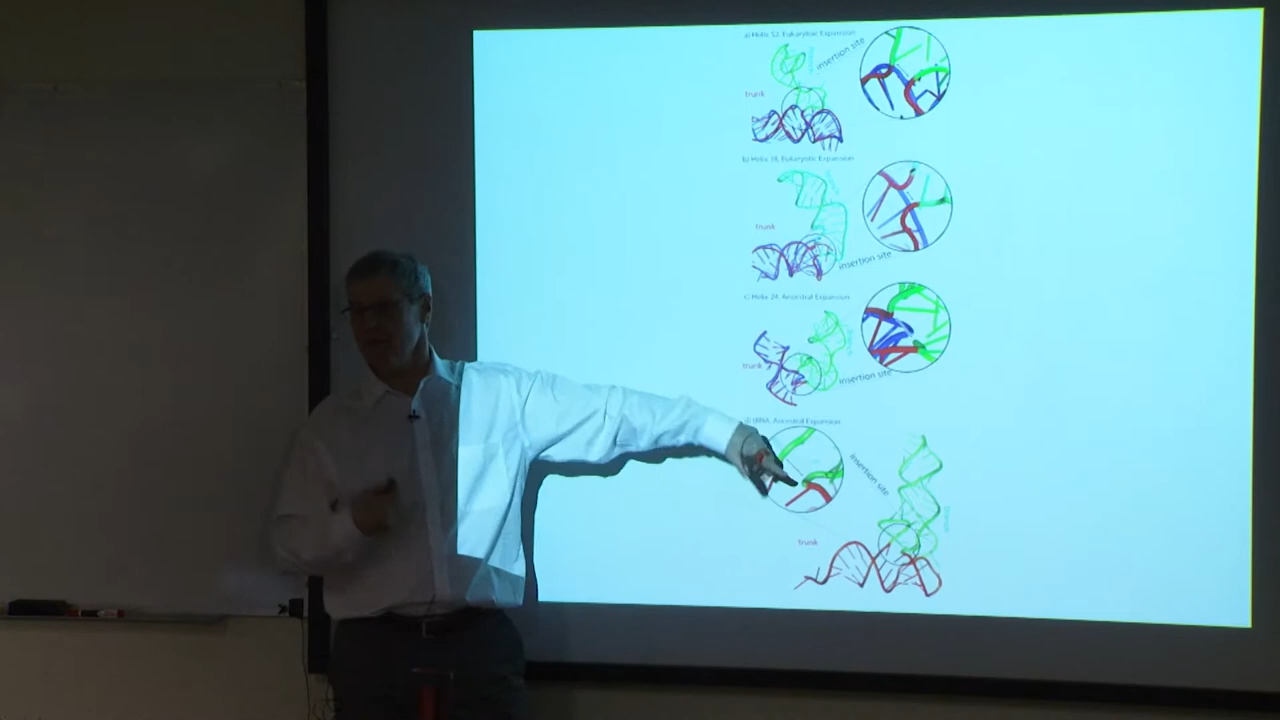 a) Helix 52, Eukaryotic Expansion
insertion site
trunk
b) Helix 38, Eukaryotic Expansion
trunk
insertion site
c) Helix 24, Ancestral Expansion
trunk
insertion site
d) tRNA, Ancestral Expansion
insertion site
trunk